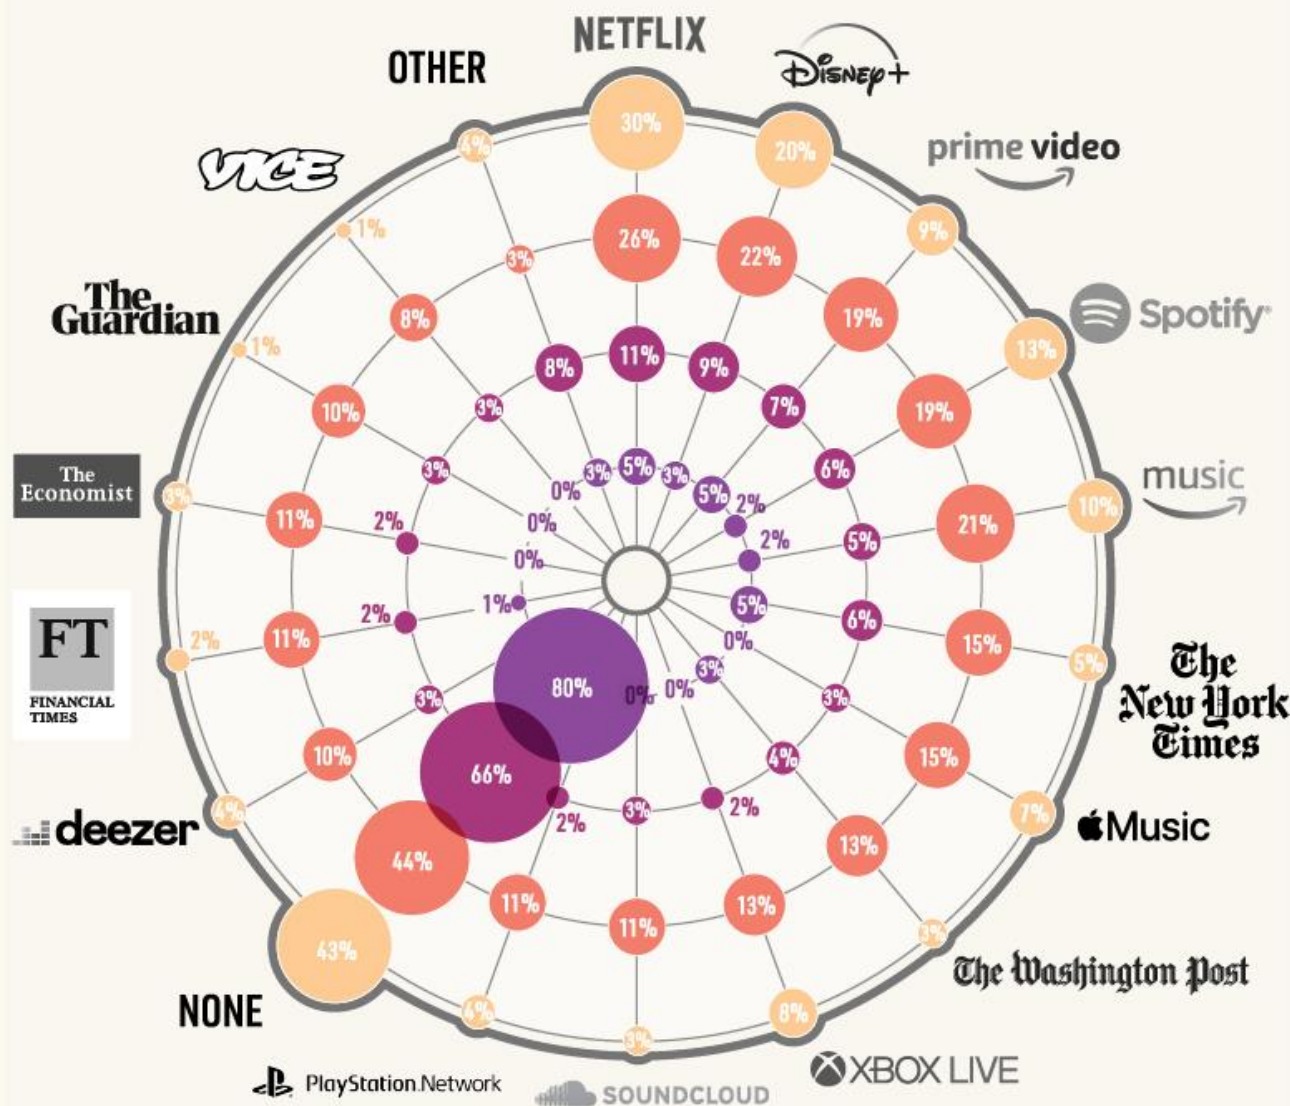 NETFLIX
Disney+
OTHER
prime video
VICE
The
Guardian
Spotify®
The
Economist
music
FT
FINANCIAL
TIMES
The
New York
Times
deezer
Music
NONE
The Washington Post
PlayStation.Network
SOUNDCLOUD
XBOX LIVE
30%
20%
9%
13%
10%
5%
7%
3%
8%
3%
4%
43%
4%
2%
3%
1%
1%
4%
26%
22%
19%
19%
21%
15%
15%
13%
13%
11%
11%
44%
10%
11%
11%
10%
8%
3%
11%
9%
7%
6%
5%
6%
3%
4%
2%
3%
2%
66%
3%
2%
2%
3%
3%
8%
5%
3%
5%
2%
2%
5%
0%
3%
0%
0%
80%
1%
0%
0%
0%
3%